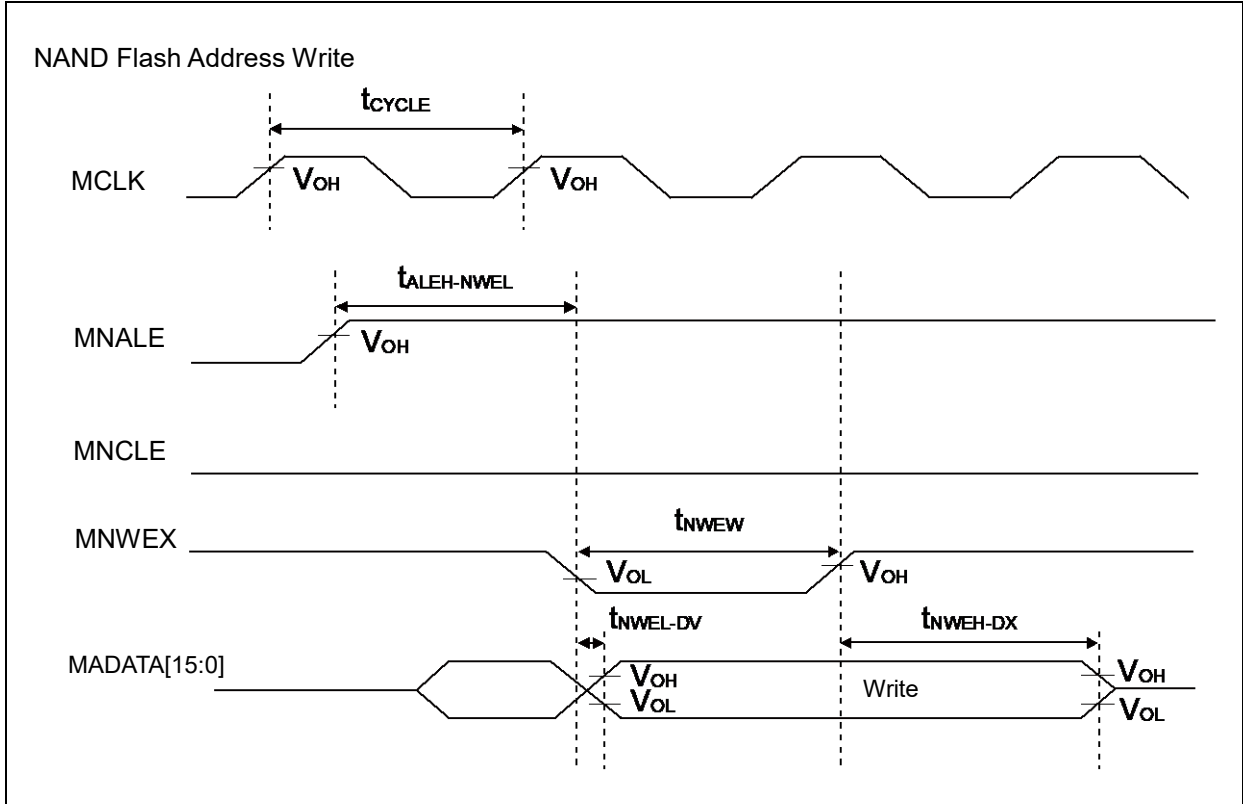 NAND Flash Address Write
tCYCLE
MCLK
VOH
VOH
tALEH-NWEL
MNALE
VOH
MNCLE
tNWEW
MNWEX
VOL
VOH
tNWEL-DV
tNWEH-DX
MADATA[15:0]
VOH
Write
VOH
VOL
VOL